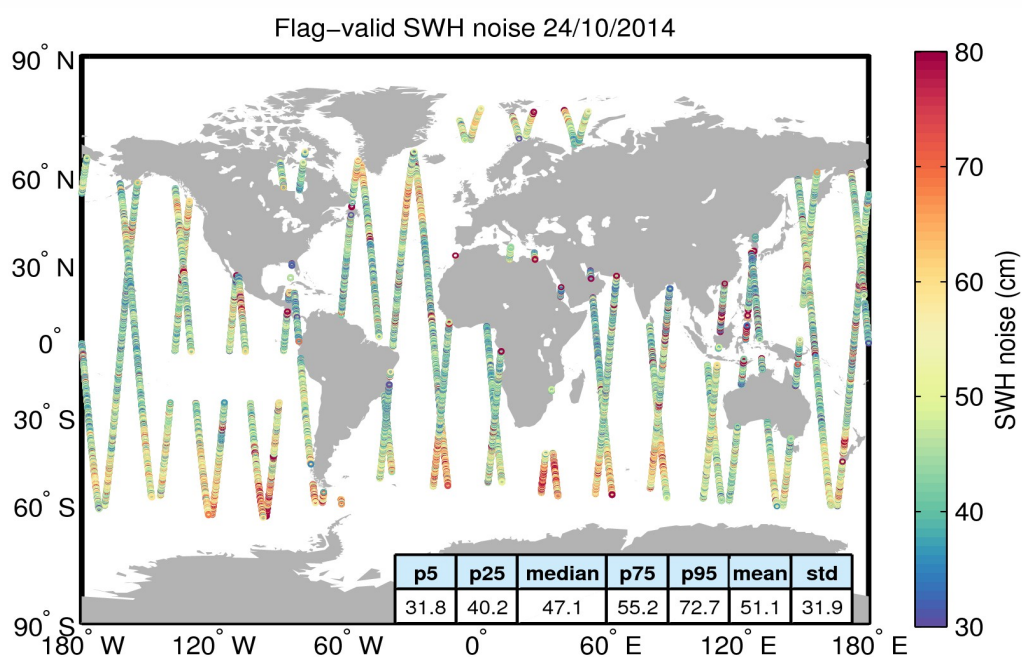 Flag−valid SWH noise 24/10/2014
90° N
60° N
30° N
0°
30° S
60° S
90° S
180° W
120° W
60° W
0°
60° E
120° E
180° E
p5 p25 median p75 p95 mean std
31.8 40.2 47.1 55.2 72.7 51.1 31.9
80
70
60
50
40
30
SWH noise (cm)